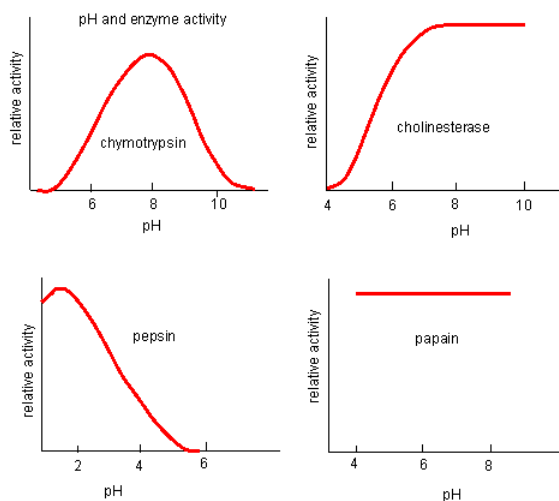 pH and enzyme activity
relative activity
chymotrypsin
6 8 10
pH
relative activity
cholinesterase
4 6 8 10
pH
relative activity
pepsin
2 4 6
pH
relative activity
papain
4 6 8
pH